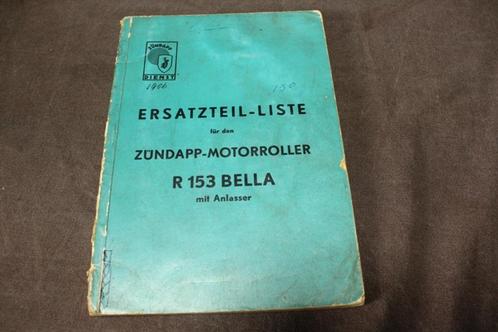 ZÜNDAPP
DIENST
1906
150
ERSATZTEIL-LISTE
für den
ZÜNDAPP-MOTORROLLER
R 153 BELLA
mit Anlasser